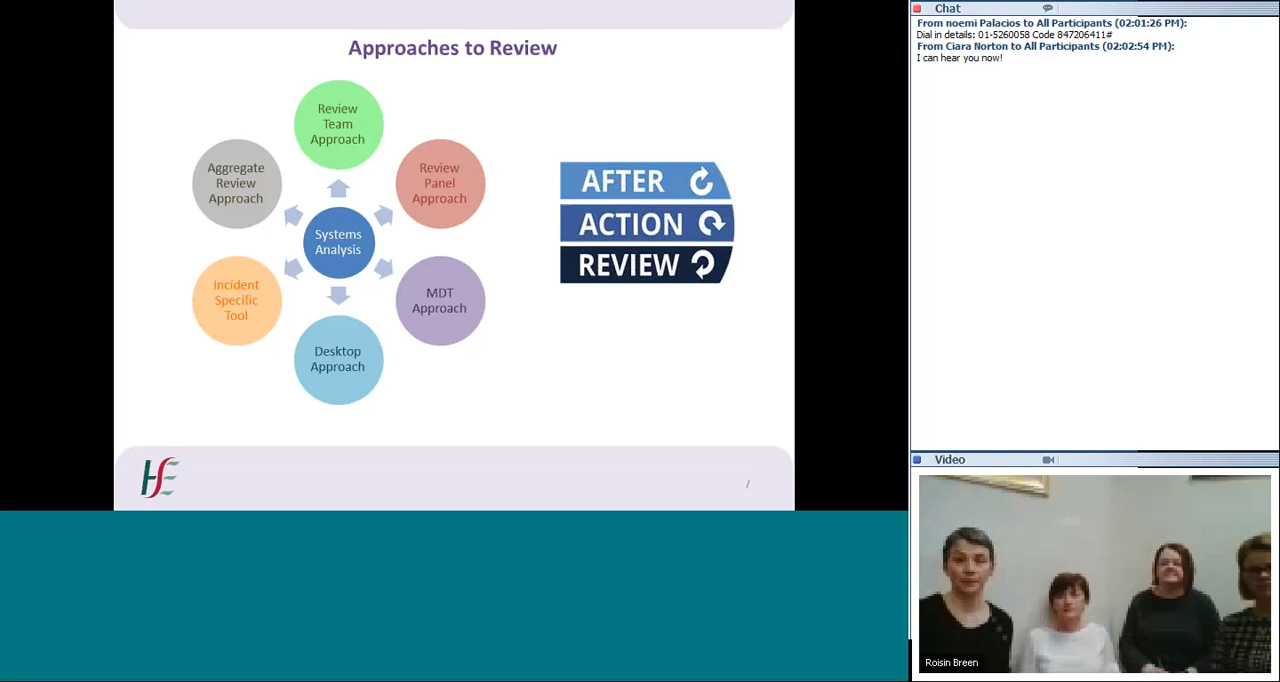 Approaches to Review
Review
Team
Approach
Aggregate
Review
Approach
Review
Panel
Approach
Systems
Analysis
Incident
Specific
Tool
MDT
Approach
Desktop
Approach
AFTER
ACTION
REVIEW
HSE
/
Chat
From noemi Palacios to All Participants (02:01:26 PM):
Dial in details: 01-5260058 Code 847206411#
From Ciara Norton to All Participants (02:02:54 PM):
I can hear you now!
Video
Roisin Breen